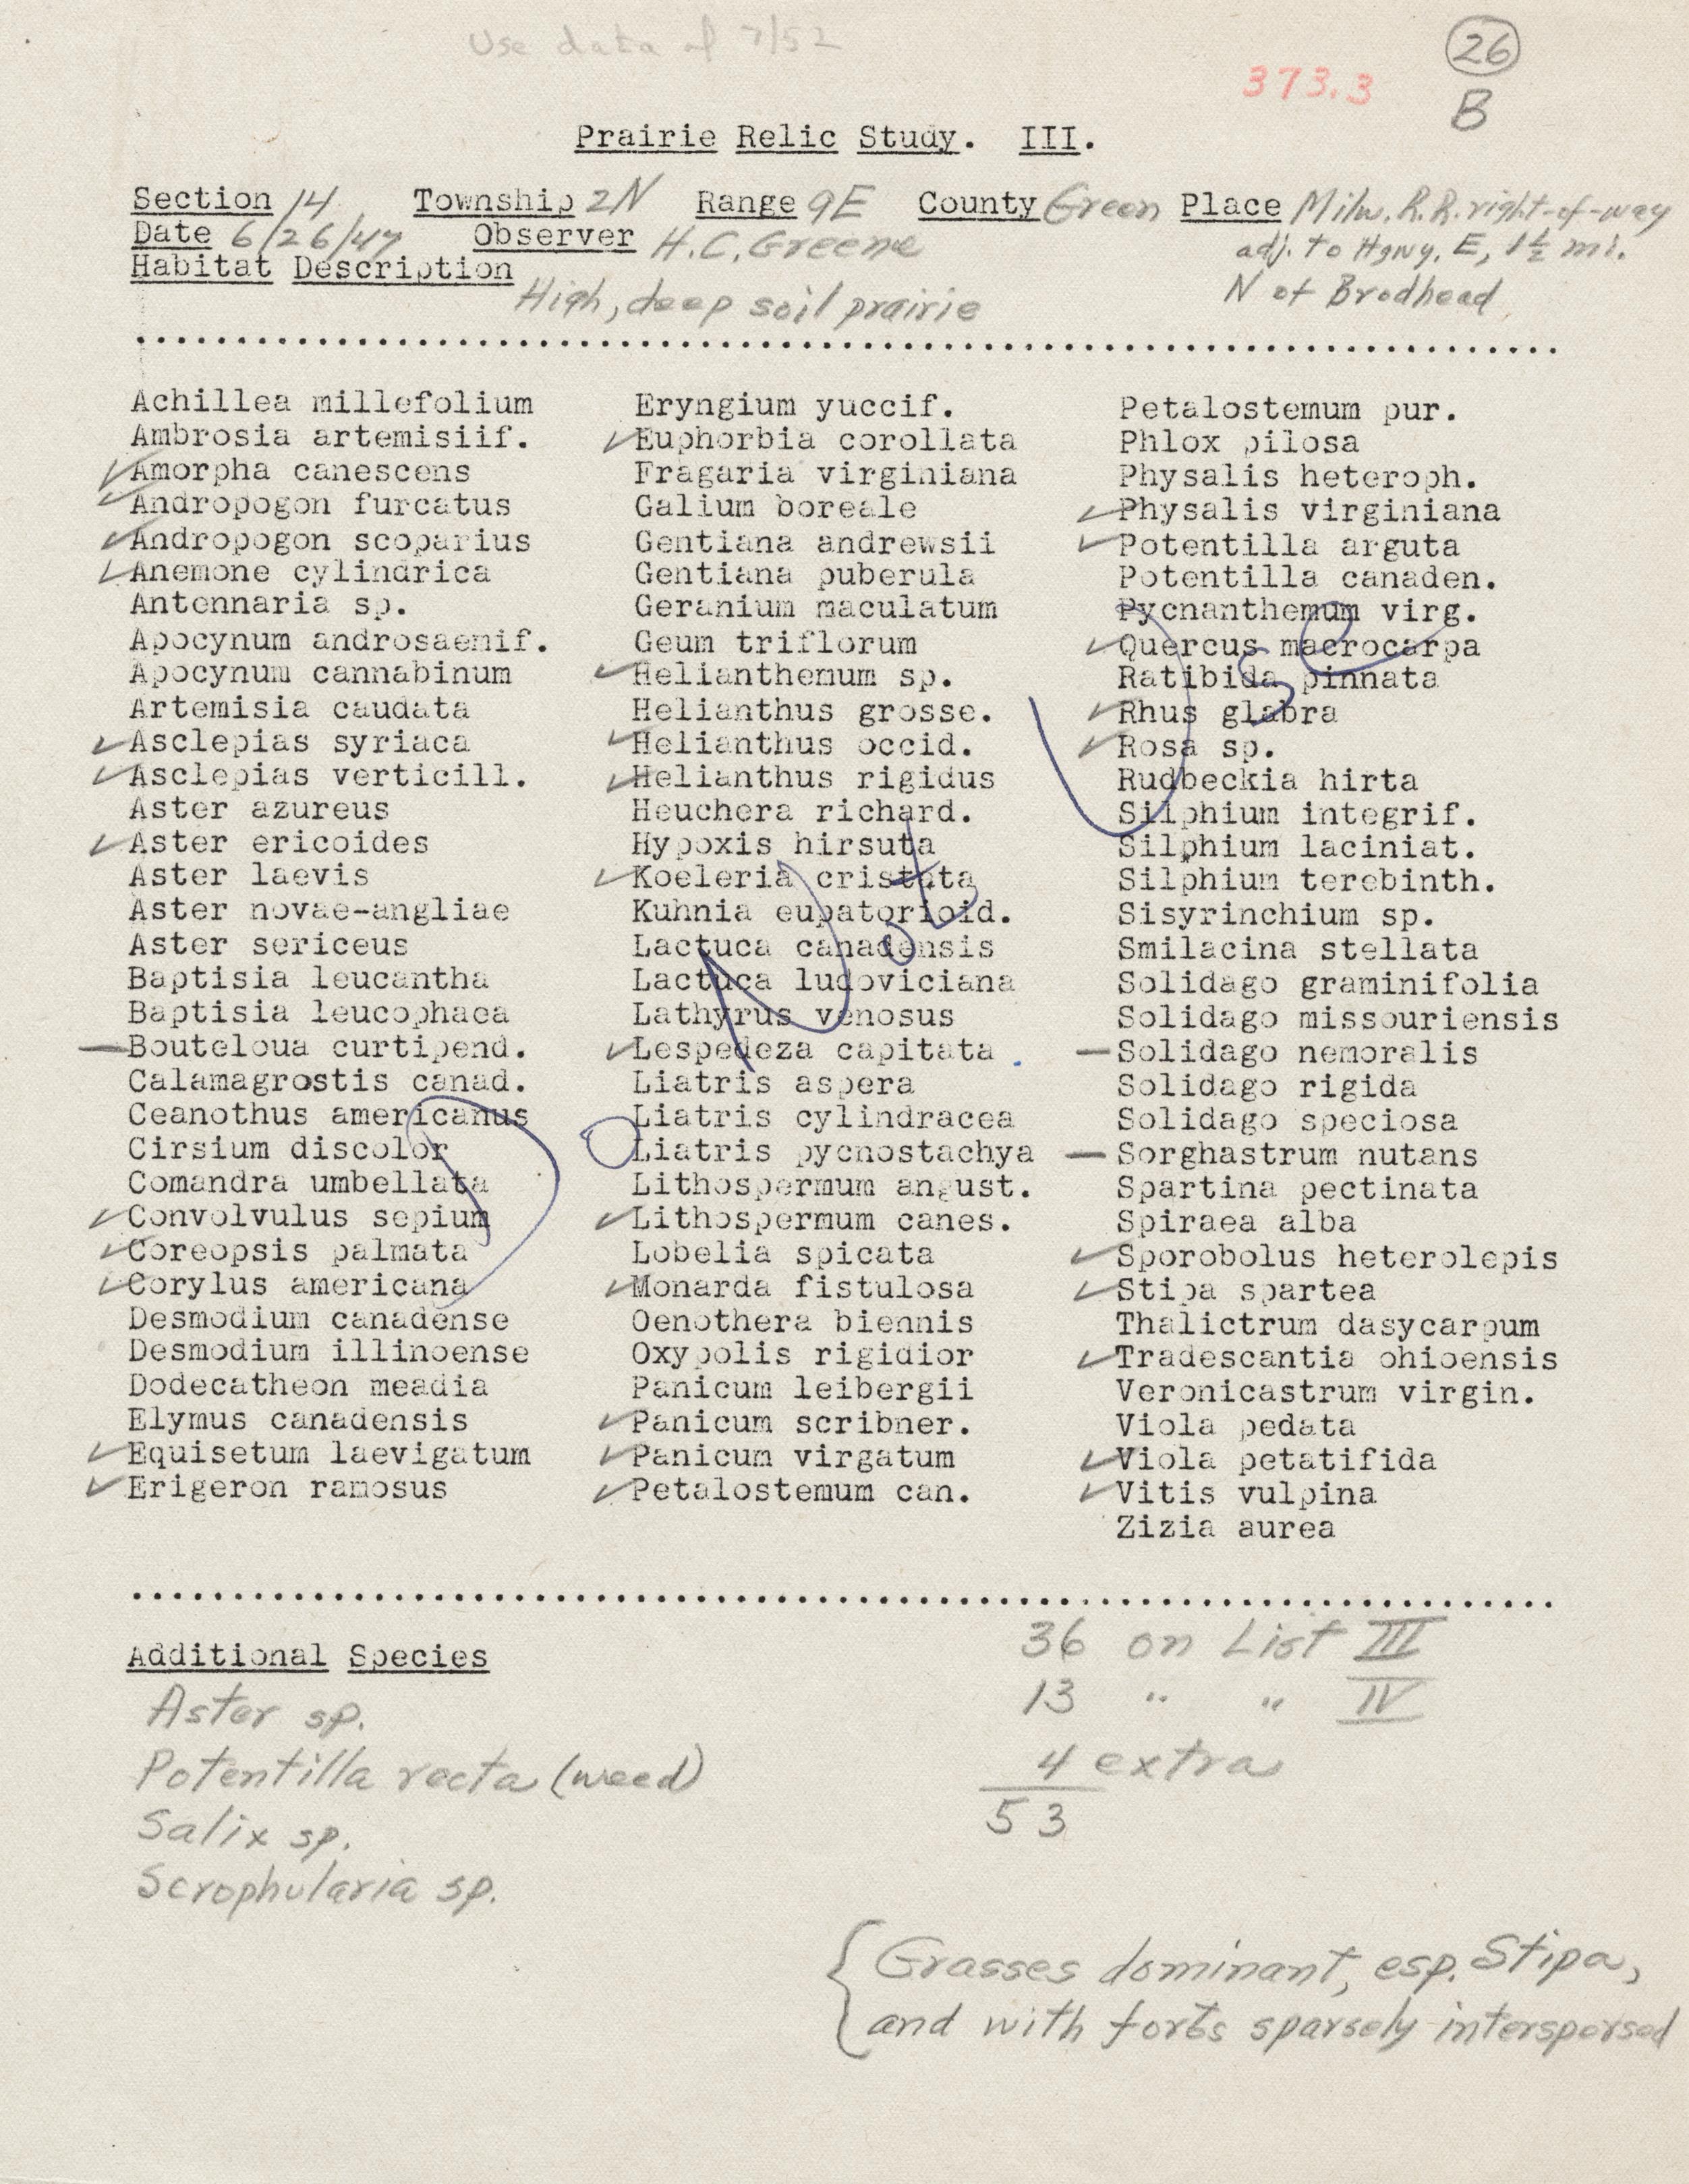 Use data of 7/52
26
373.3
B
Prairie Relic Study. III.
Section 14 Township 2N Range 9E County Green Place Milw. R.R. right-of-way
Date 6/26/47 Observer H.C. Greene adj. to Hgwy. E, 1½ mi.
Habitat Description N of Brodhead
High, deep soil prairie
Achillea millefolium
Ambrosia artemisiif.
✓Amorpha canescens
✓Andropogon furcatus
✓Andropogon scoparius
✓Anemone cylindrica
Antennaria sp.
Apocynum androsaemif.
Apocynum cannabinum
Artemisia caudata
✓Asclepias syriaca
✓Asclepias verticill.
Aster azureus
✓Aster ericoides
Aster laevis
Aster novae-angliae
Aster sericeus
Baptisia leucantha
Baptisia leucophaea
—Bouteloua curtipend.
Calamagrostis canad.
Ceanothus americanus
Cirsium discolor
Comandra umbellata
✓Convolvulus sepium
✓Coreopsis palmata
✓Corylus americana
Desmodium canadense
Desmodium illinoense
Dodecatheon meadia
Elymus canadensis
✓Equisetum laevigatum
✓Erigeron ramosus
Eryngium yuccif.
✓Euphorbia corollata
Fragaria virginiana
Galium boreale
Gentiana andrewsii
Gentiana puberula
Geranium maculatum
Geum triflorum
✓Helianthemum sp.
Helianthus grosse.
✓Helianthus occid.
✓Helianthus rigidus
Heuchera richard.
Hypoxis hirsuta
✓Koeleria cristata
Kuhnia eupatorioid.
Lactuca canadensis
Lactuca ludoviciana
Lathyrus venosus
✓Lespedeza capitata
Liatris aspera
Liatris cylindracea
Liatris pycnostachya
Lithospermum angust.
✓Lithospermum canes.
Lobelia spicata
✓Monarda fistulosa
Oenothera biennis
Oxypolis rigidior
Panicum leibergii
✓Panicum scribner.
✓Panicum virgatum
✓Petalostemum can.
Petalostemum pur.
Phlox pilosa
Physalis heteroph.
✓Physalis virginiana
✓Potentilla arguta
Potentilla canaden.
Pycnanthemum virg.
✓Quercus macrocarpa
Ratibida pinnata
✓Rhus glabra
✓Rosa sp.
Rudbeckia hirta
Silphium integrif.
Silphium laciniat.
Silphium terebinth.
Sisyrinchium sp.
Smilacina stellata
Solidago graminifolia
Solidago missouriensis
—Solidago nemoralis
Solidago rigida
Solidago speciosa
—Sorghastrum nutans
Spartina pectinata
Spiraea alba
✓Sporobolus heterolepis
✓Stipa spartea
Thalictrum dasycarpum
✓Tradescantia ohioensis
Veronicastrum virgin.
Viola pedata
✓Viola petatifida
✓Vitis vulpina
Zizia aurea
Do Not Use
Additional Species
Aster sp.
Potentilla recta (weed)
Salix sp.
Scrophularia sp.
36 on List III
13 " " IV
4 extra
53
Grasses dominant, esp. Stipa,
and with forbs sparsely interspersed